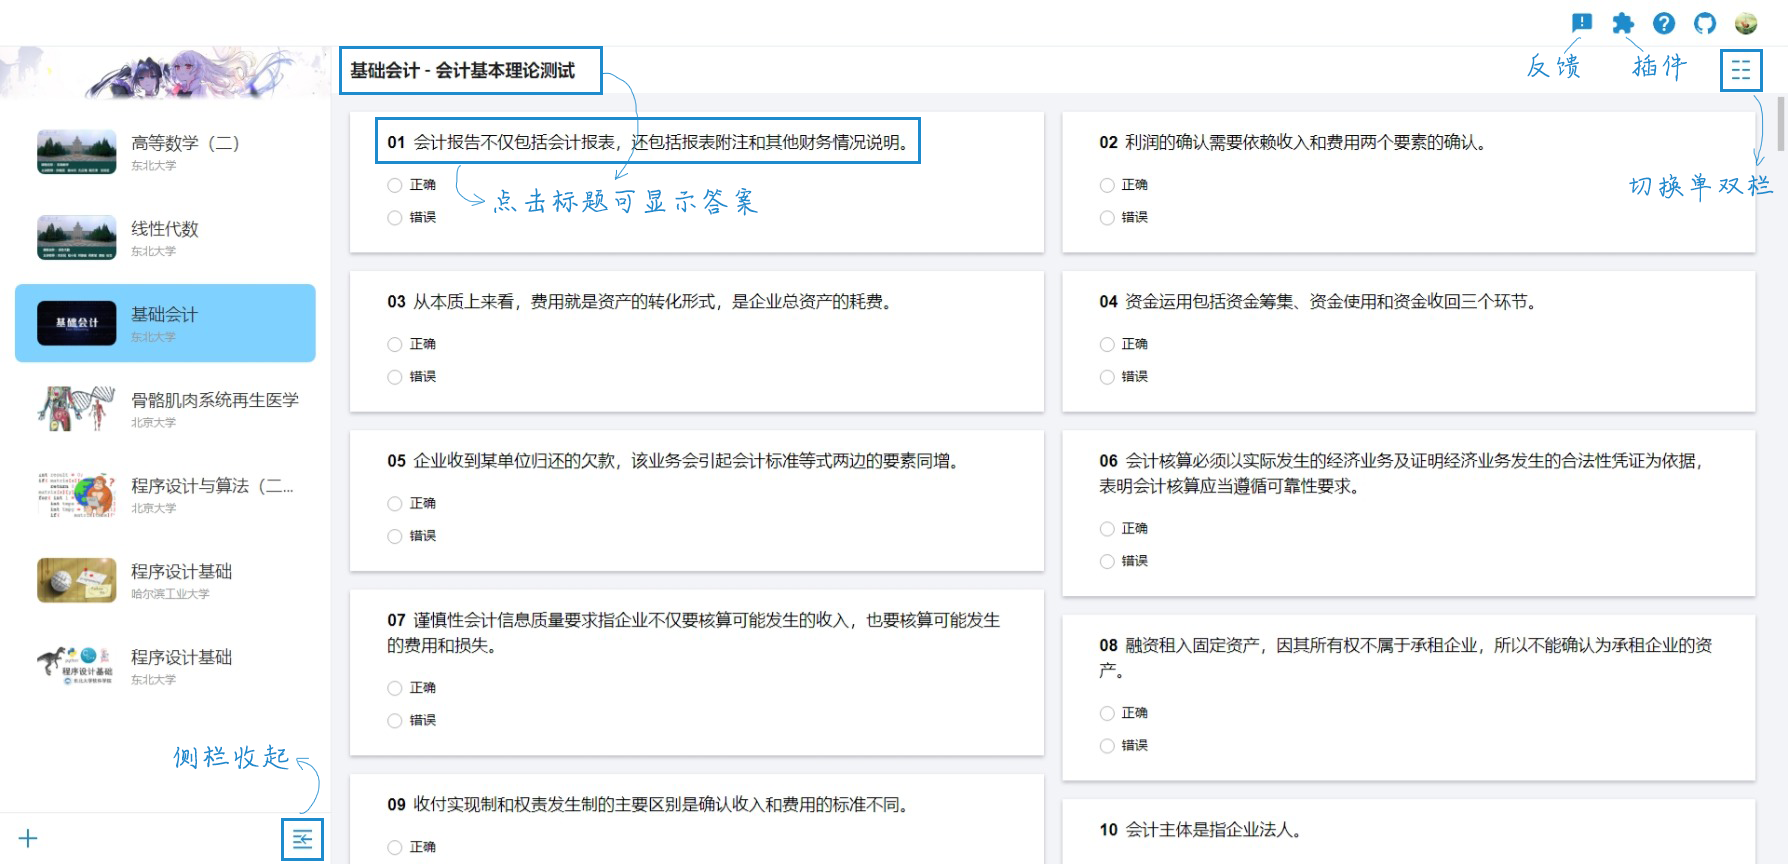 反馈
插件
基础会计 - 会计基本理论测试
高等数学（二）
东北大学
线性代数
东北大学
基础会计
基础会计
东北大学
骨骼肌肉系统再生医学
北京大学
程序设计与算法（二...
北京大学
程序设计基础
哈尔滨工业大学
程序设计基础
程序设计基础
东北大学
侧栏收起
01 会计报告不仅包括会计报表，还包括报表附注和其他财务情况说明。
正确
错误
点击标题可显示答案
02 利润的确认需要依赖收入和费用两个要素的确认。
正确
错误
切换单双栏
03 从本质上来看，费用就是资产的转化形式，是企业总资产的耗费。
正确
错误
04 资金运用包括资金筹集、资金使用和资金收回三个环节。
正确
错误
05 企业收到某单位归还的欠款，该业务会引起会计标准等式两边的要素同增。
正确
错误
06 会计核算必须以实际发生的经济业务及证明经济业务发生的合法性凭证为依据，
表明会计核算应当遵循可靠性要求。
正确
错误
07 谨慎性会计信息质量要求指企业不仅要核算可能发生的收入，也要核算可能发生
的费用和损失。
正确
错误
08 融资租入固定资产，因其所有权不属于承租企业，所以不能确认为承租企业的资
产。
正确
错误
09 收付实现制和权责发生制的主要区别是确认收入和费用的标准不同。
正确
10 会计主体是指企业法人。